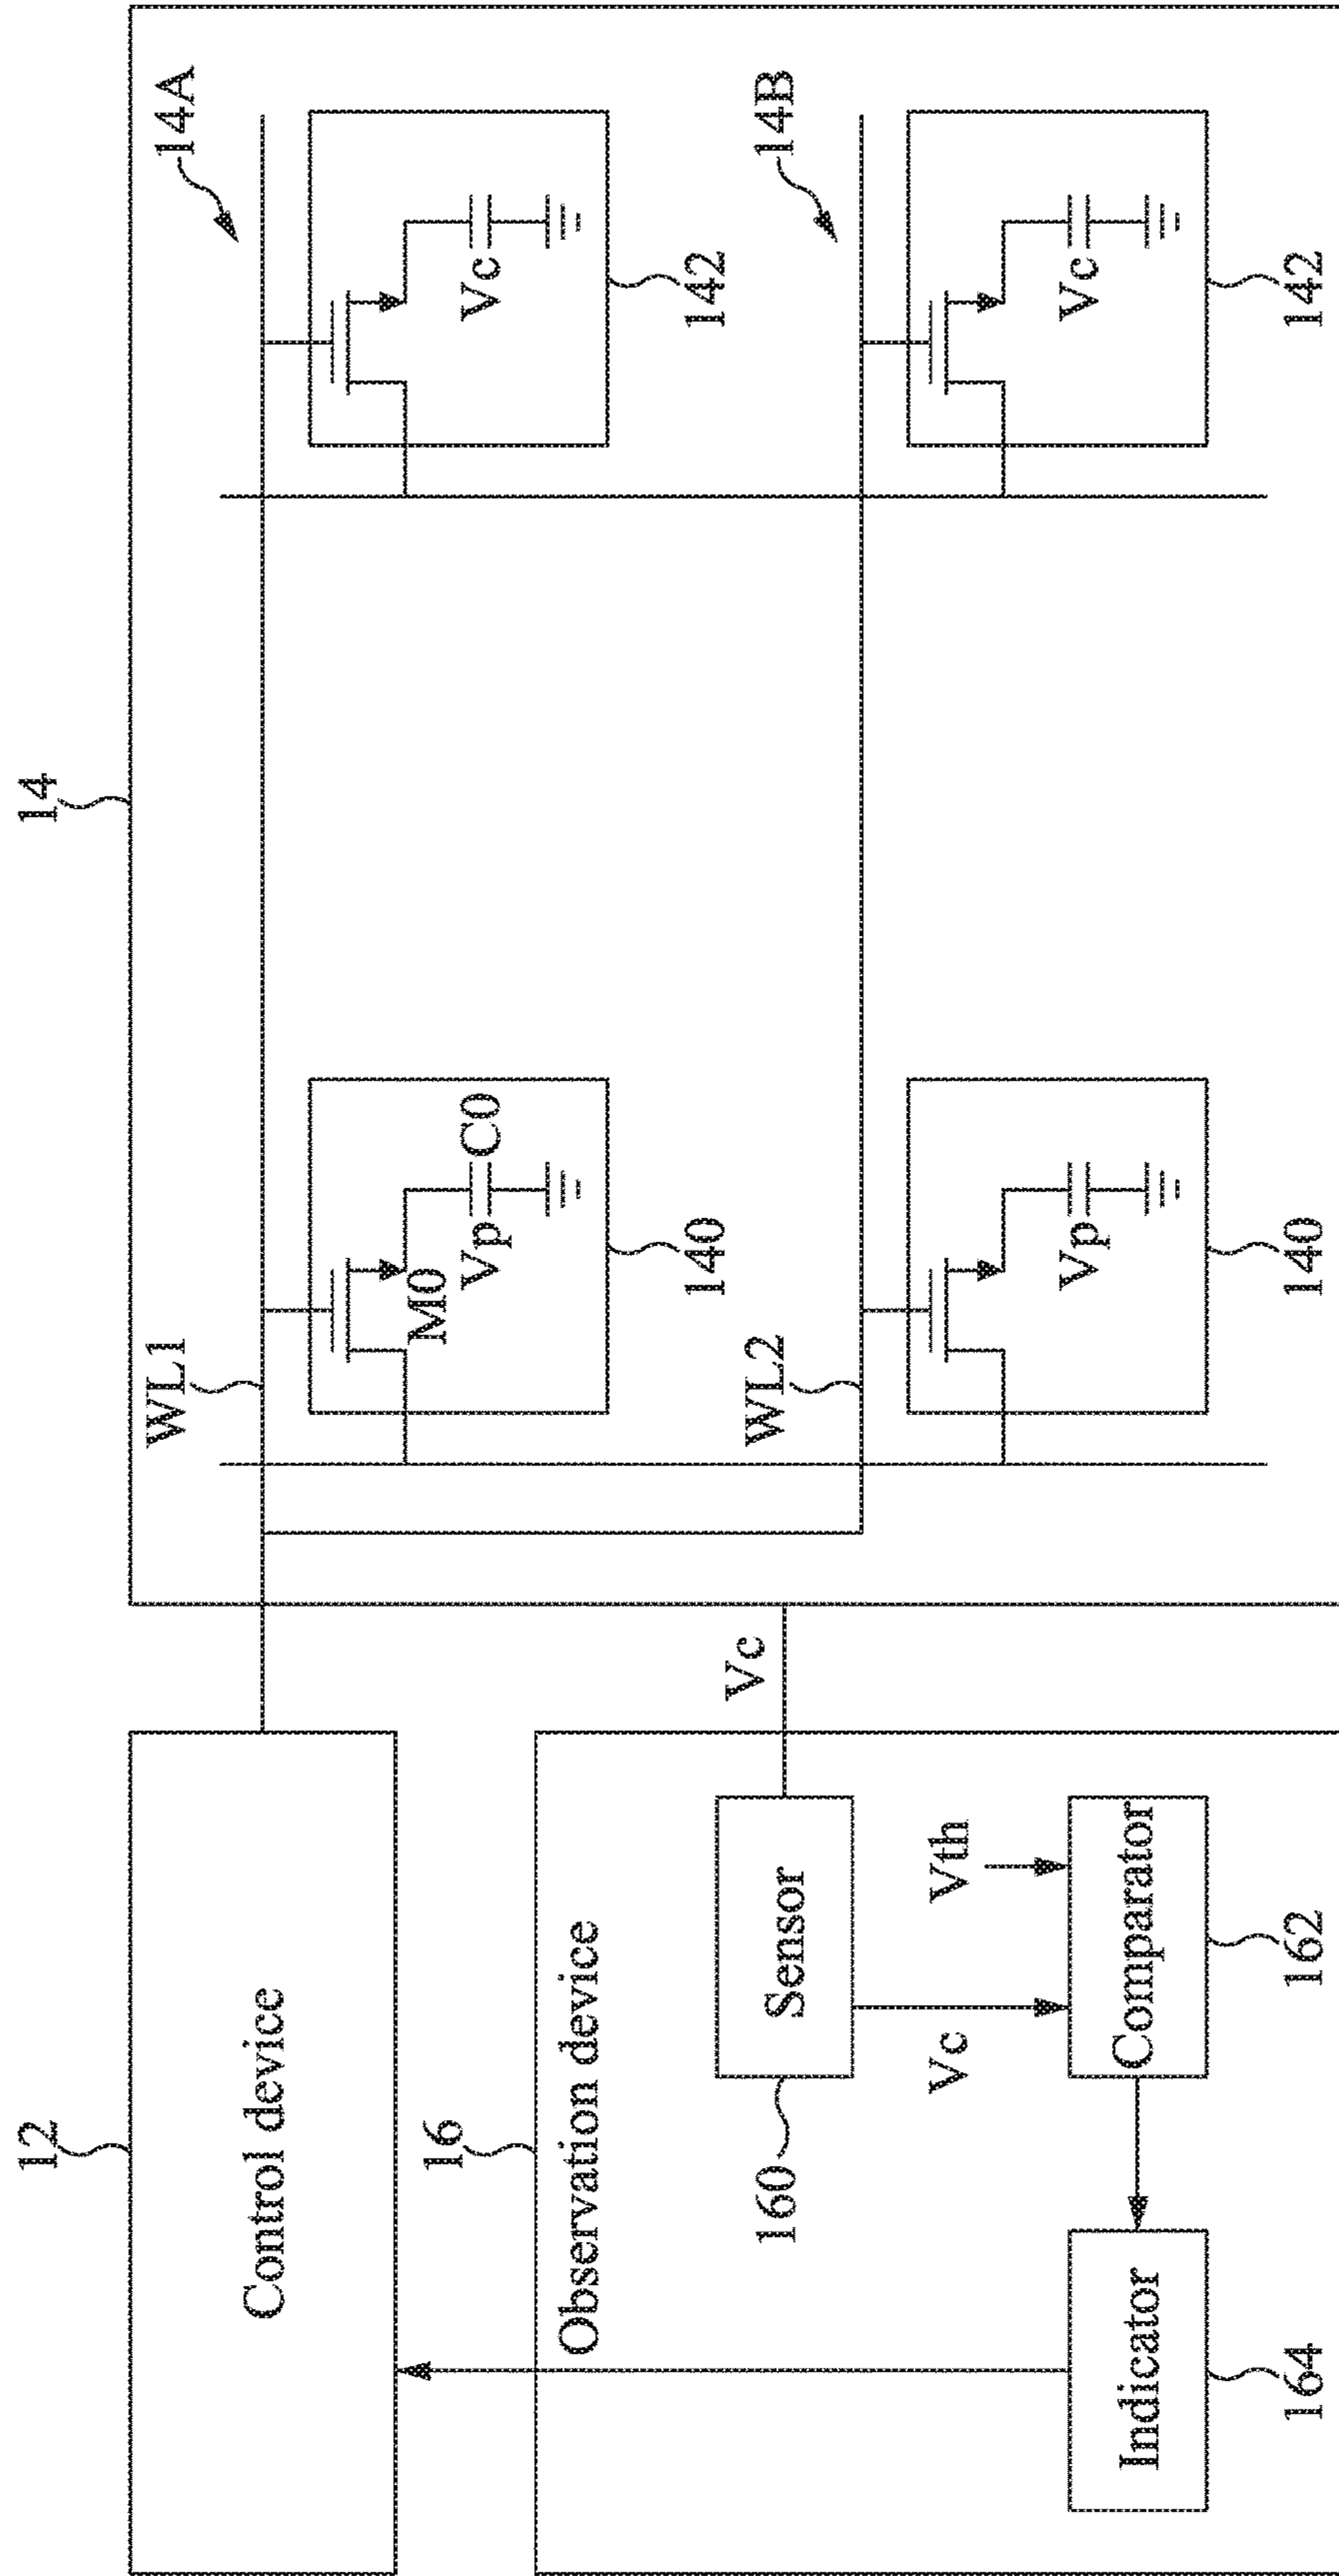 12
Control device
14
14A
WL1
M0
Vp
C0
140
Vc
142
16
Observation device
Vc
Sensor
160
Vc
Vth
Comparator
162
Indicator
164
14B
WL2
Vp
140
Vc
142